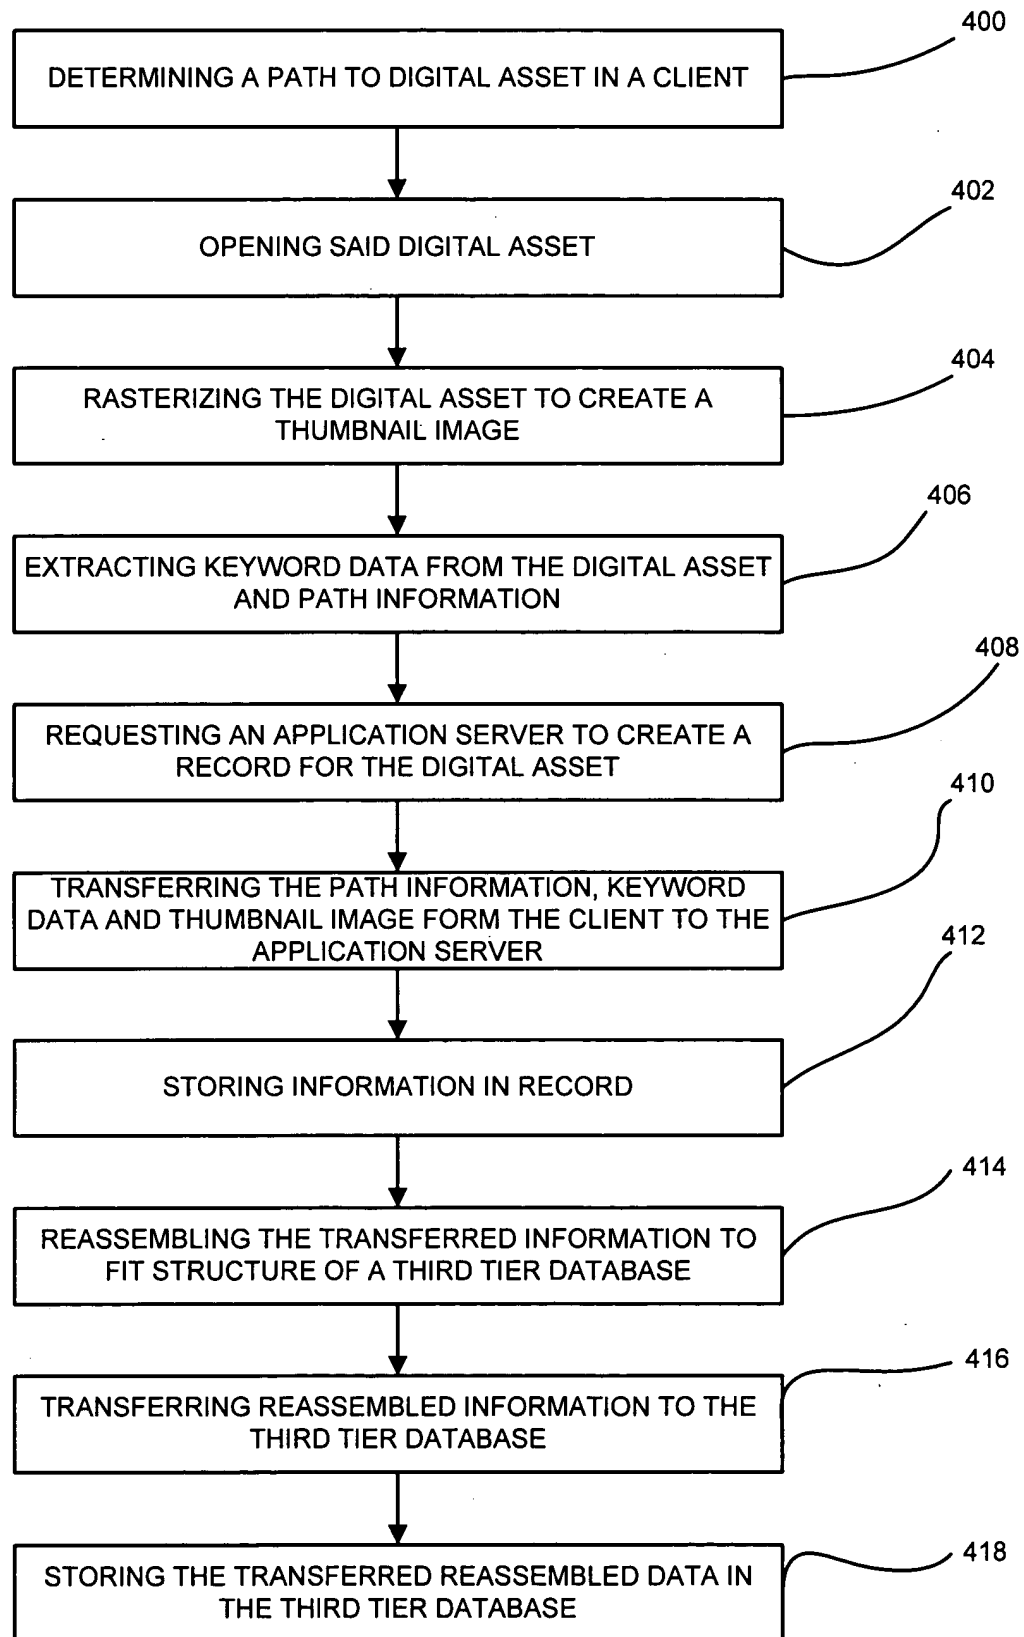 400
DETERMINING A PATH TO DIGITAL ASSET IN A CLIENT
402
OPENING SAID DIGITAL ASSET
404
RASTERIZING THE DIGITAL ASSET TO CREATE A
THUMBNAIL IMAGE
406
EXTRACTING KEYWORD DATA FROM THE DIGITAL ASSET
AND PATH INFORMATION
408
REQUESTING AN APPLICATION SERVER TO CREATE A
RECORD FOR THE DIGITAL ASSET
410
TRANSFERRING THE PATH INFORMATION, KEYWORD
DATA AND THUMBNAIL IMAGE FORM THE CLIENT TO THE
APPLICATION SERVER
412
STORING INFORMATION IN RECORD
414
REASSEMBLING THE TRANSFERRED INFORMATION TO
FIT STRUCTURE OF A THIRD TIER DATABASE
416
TRANSFERRING REASSEMBLED INFORMATION TO THE
THIRD TIER DATABASE
418
STORING THE TRANSFERRED REASSEMBLED DATA IN
THE THIRD TIER DATABASE